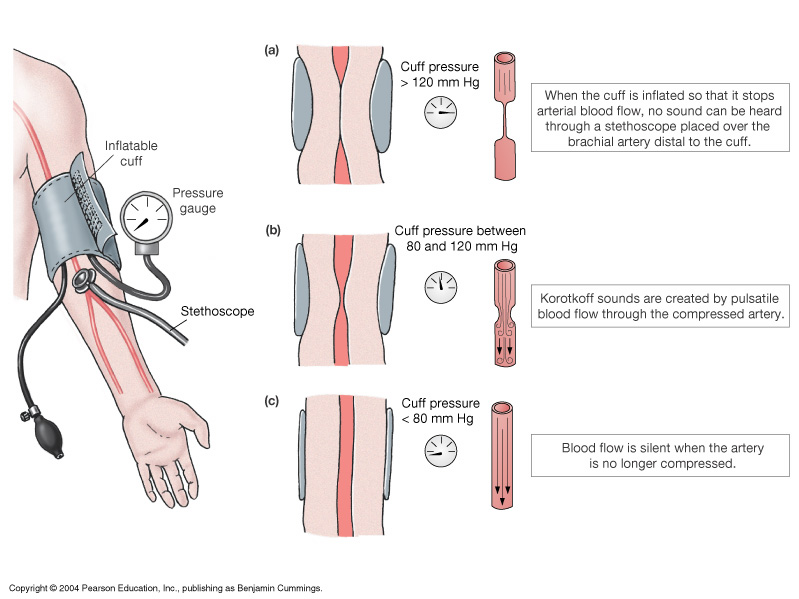 (a)
Cuff pressure
> 120 mm Hg
When the cuff is inflated so that it stops
arterial blood flow, no sound can be heard
through a stethoscope placed over the
brachial artery distal to the cuff.
Inflatable
cuff
Pressure
gauge
Stethoscope
(b)
Cuff pressure between
80 and 120 mm Hg
Korotkoff sounds are created by pulsatile
blood flow through the compressed artery.
(c)
Cuff pressure
< 80 mm Hg
Blood flow is silent when the artery
is no longer compressed.
Copyright © 2004 Pearson Education, Inc., publishing as Benjamin Cummings.